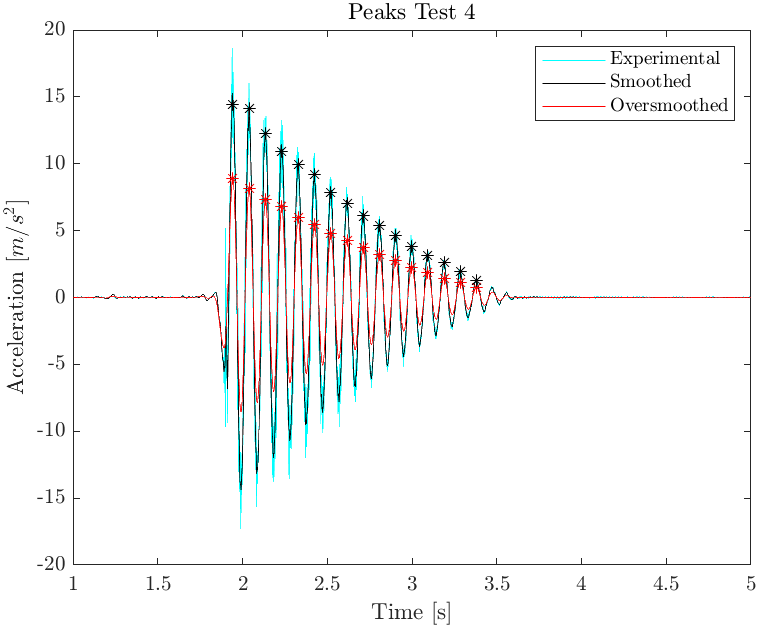 Peaks Test 4
20
15
10
5
0
-5
-10
-15
-20
Acceleration [m/s²]
Experimental
Smoothed
Oversmoothed
1 1.5 2 2.5 3 3.5 4 4.5 5
Time [s]